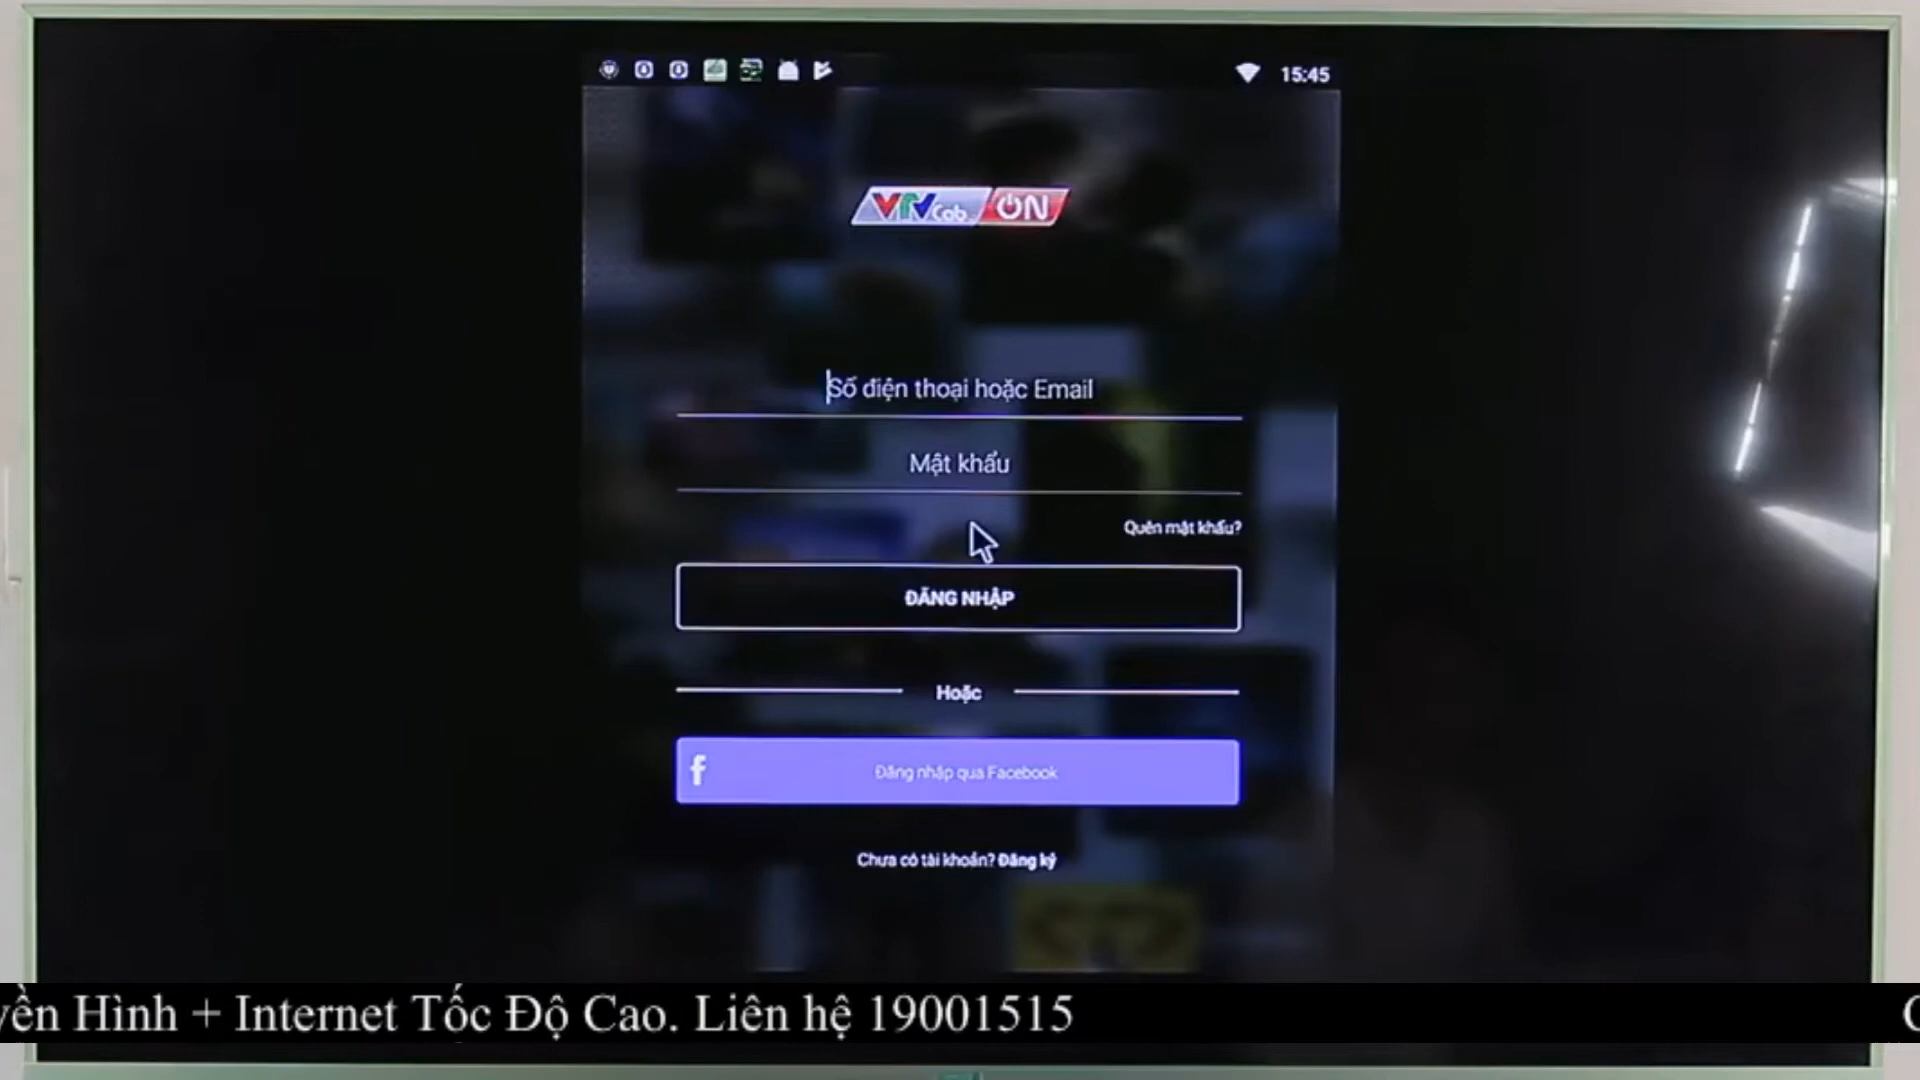 15:45
VTVCab ON
Số điện thoại hoặc Email
Mật khẩu
Quên mật khẩu?
ĐĂNG NHẬP
Hoặc
f
Đăng nhập qua Facebook
Chưa có tài khoản? Đăng ký
Hình + Internet Tốc Độ Cao. Liên hệ 19001515